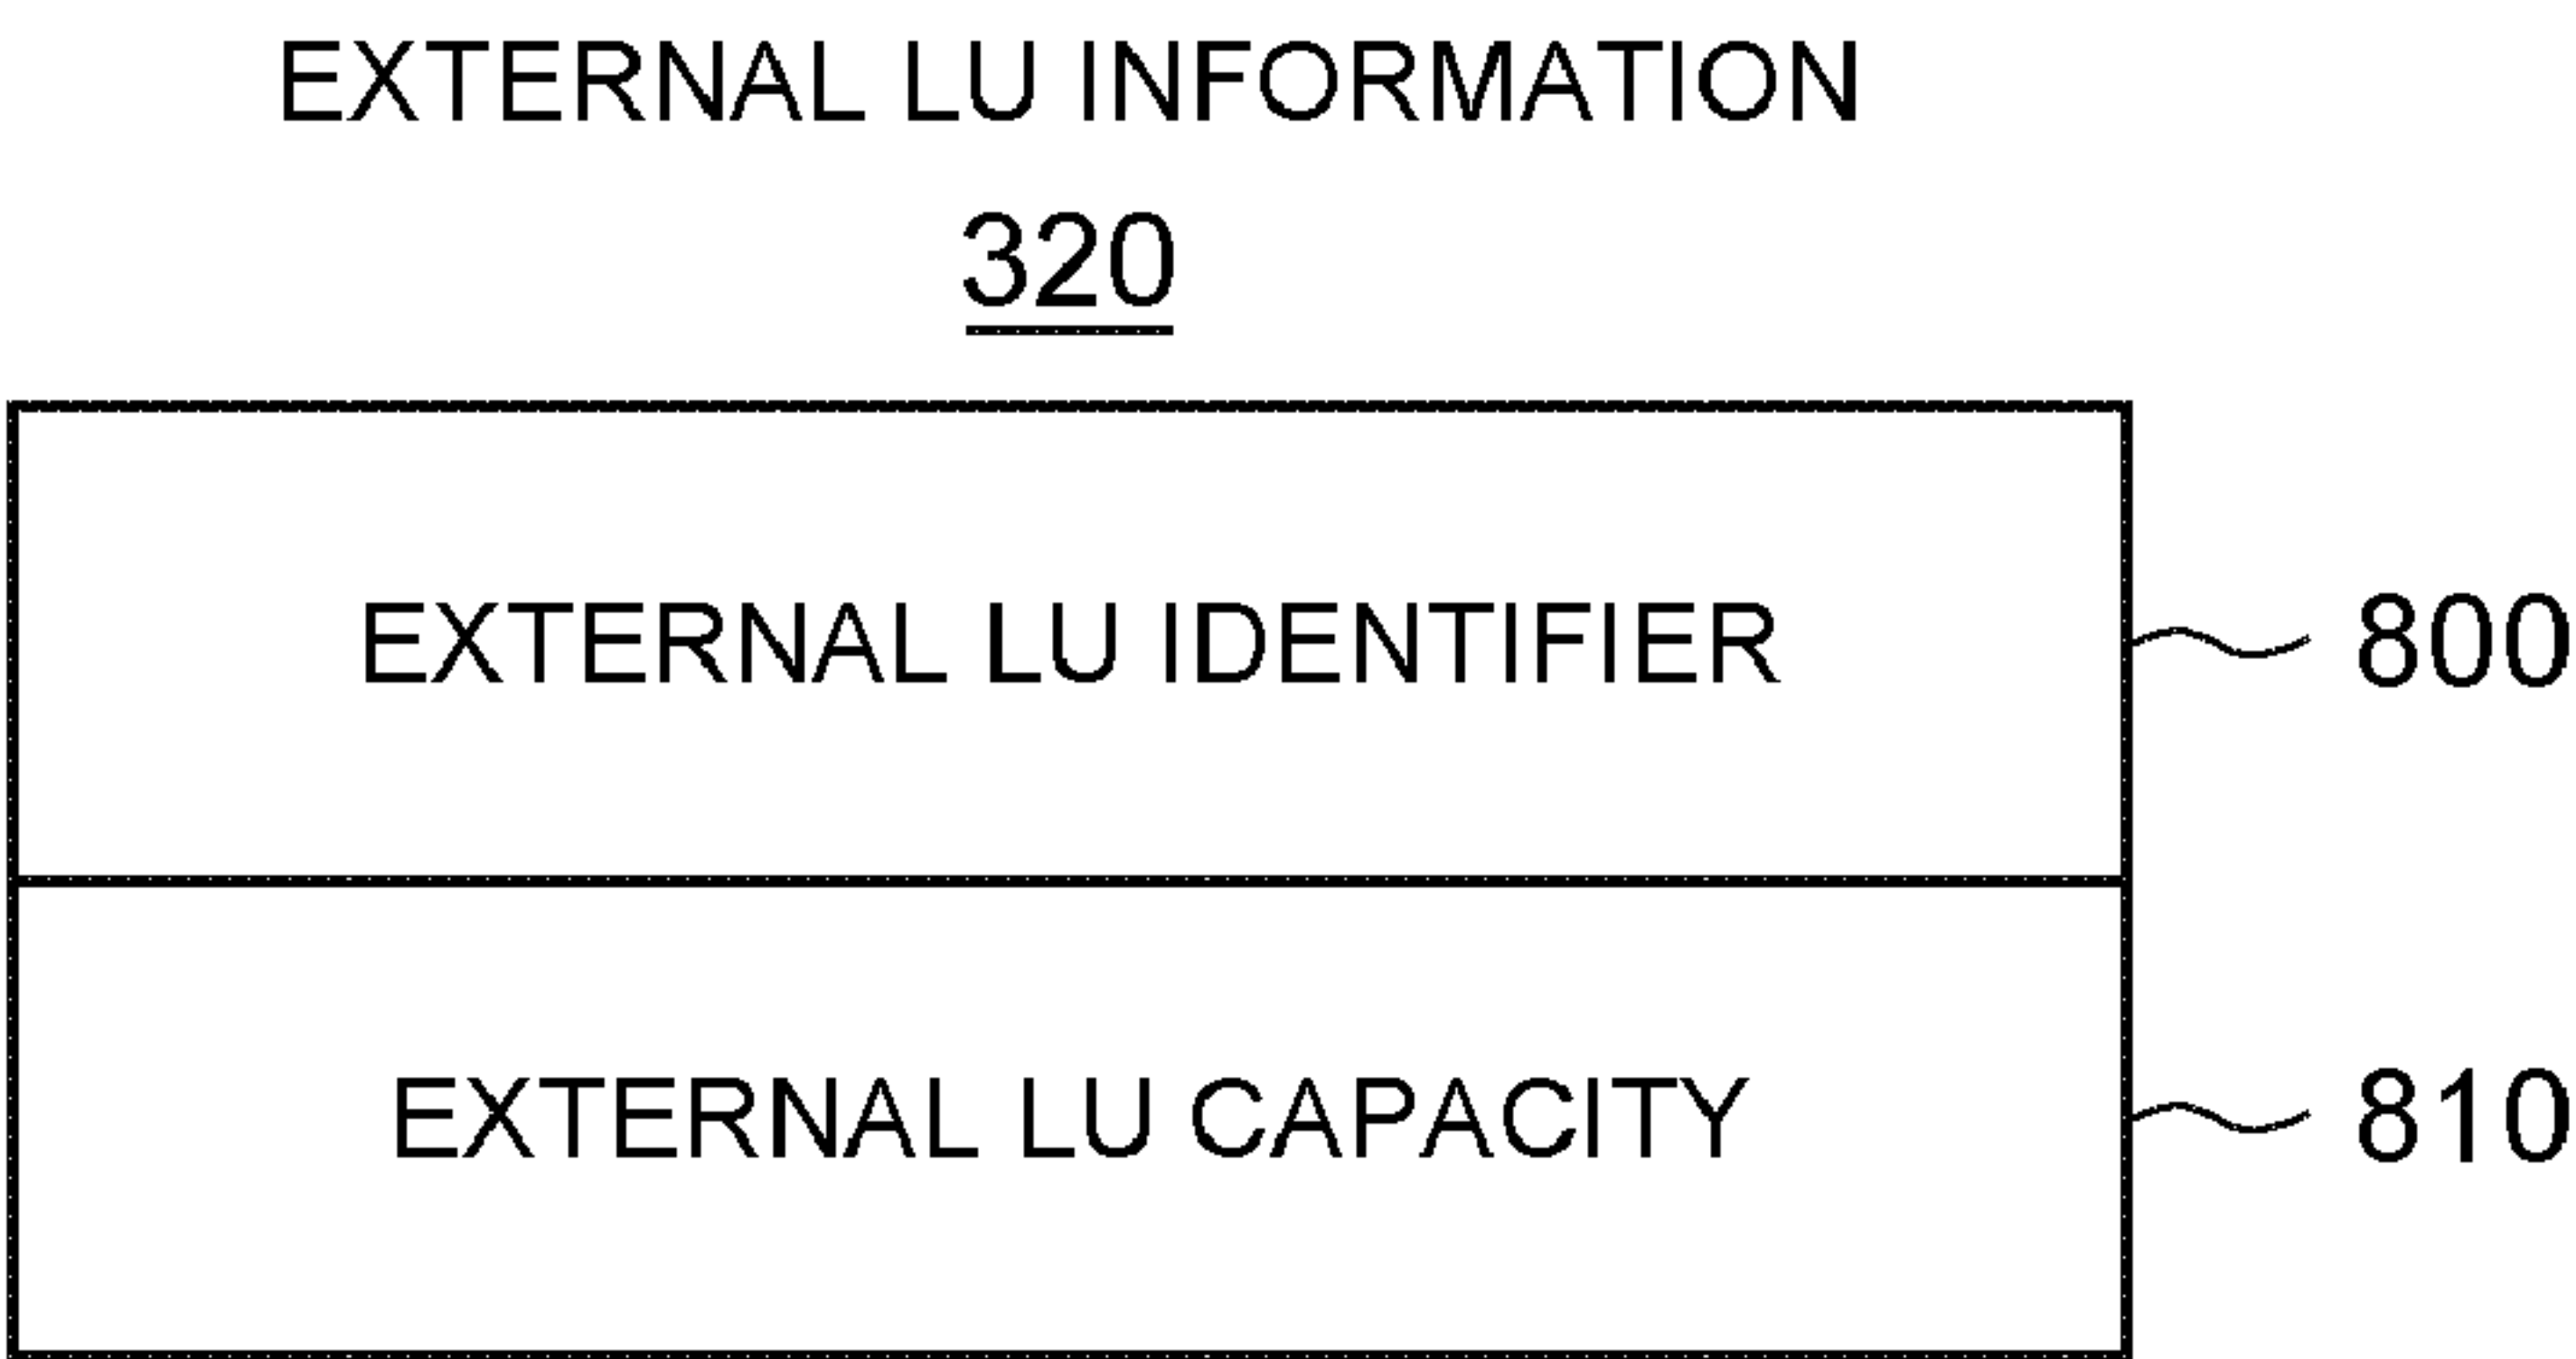 EXTERNAL LU INFORMATION
320
EXTERNAL LU IDENTIFIER 800
EXTERNAL LU CAPACITY 810